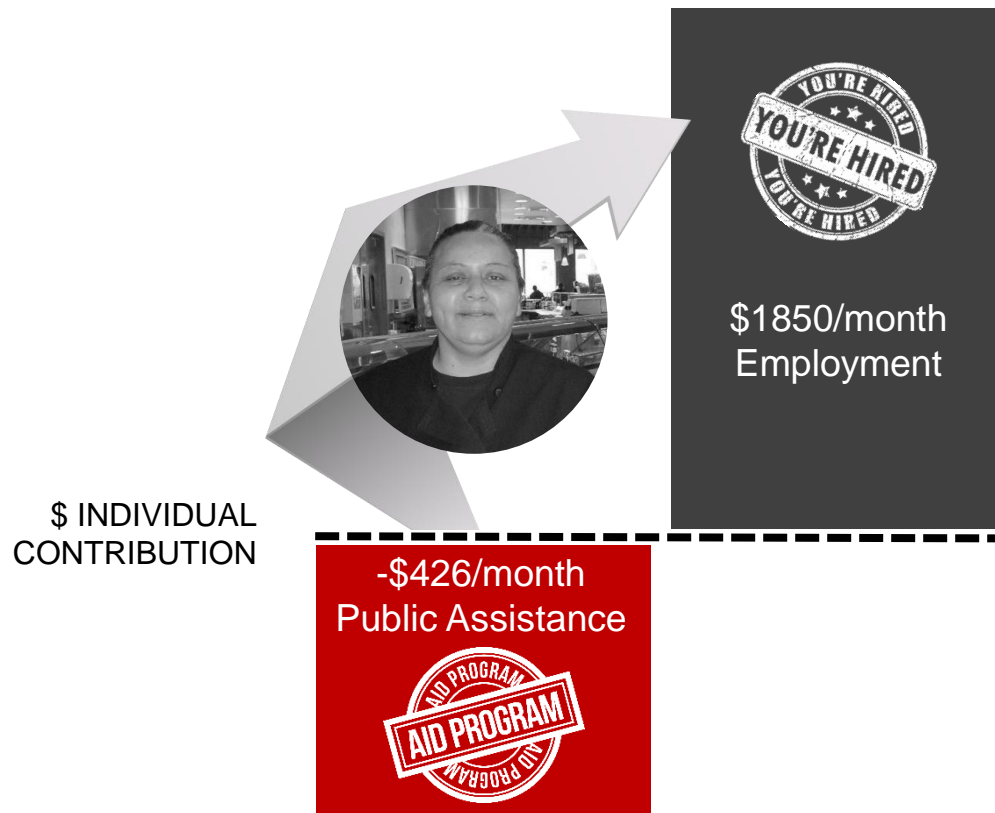 YOU'RE HIRED
YOU'RE HIRED
YOU'RE HIRED
$1850/month
Employment
$ INDIVIDUAL
CONTRIBUTION
-$426/month
Public Assistance
AID PROGRAM
AID PROGRAM
AID PROGRAM